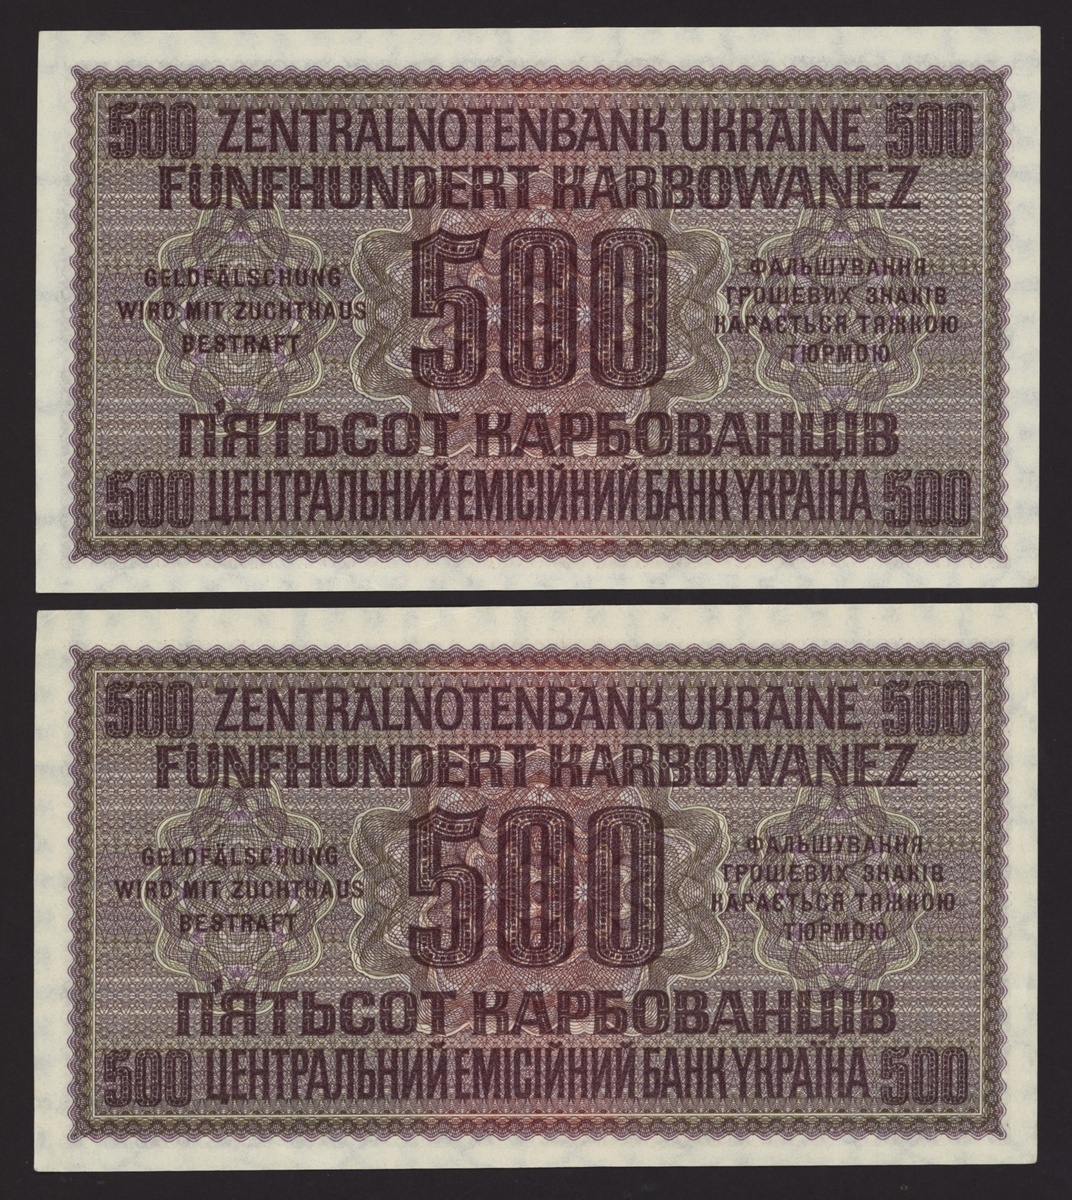 500 ZENTRALNOTENBANK UKRAINE 500
FÜNFHUNDERT KARBOWANEZ
500
GELDFÄLSCHUNG
WIRD MIT ZUCHTHAUS
BESTRAFT
ФАЛЬШУВАННЯ
ГРОШЕВИХ ЗНАКІВ
КАРАЄТЬСЯ ТЯЖКОЮ
ТЮРМОЮ
П'ЯТЬСОТ КАРБОВАНЦІВ
500 ЦЕНТРАЛЬНИЙ ЕМІСІЙНИЙ БАНК УКРАЇНА 500
500 ZENTRALNOTENBANK UKRAINE 500
FÜNFHUNDERT KARBOWANEZ
500
GELDFÄLSCHUNG
WIRD MIT ZUCHTHAUS
BESTRAFT
ФАЛЬШУВАННЯ
ГРОШЕВИХ ЗНАКІВ
КАРАЄТЬСЯ ТЯЖКОЮ
ТЮРМОЮ
П'ЯТЬСОТ КАРБОВАНЦІВ
500 ЦЕНТРАЛЬНИЙ ЕМІСІЙНИЙ БАНК УКРАЇНА 500